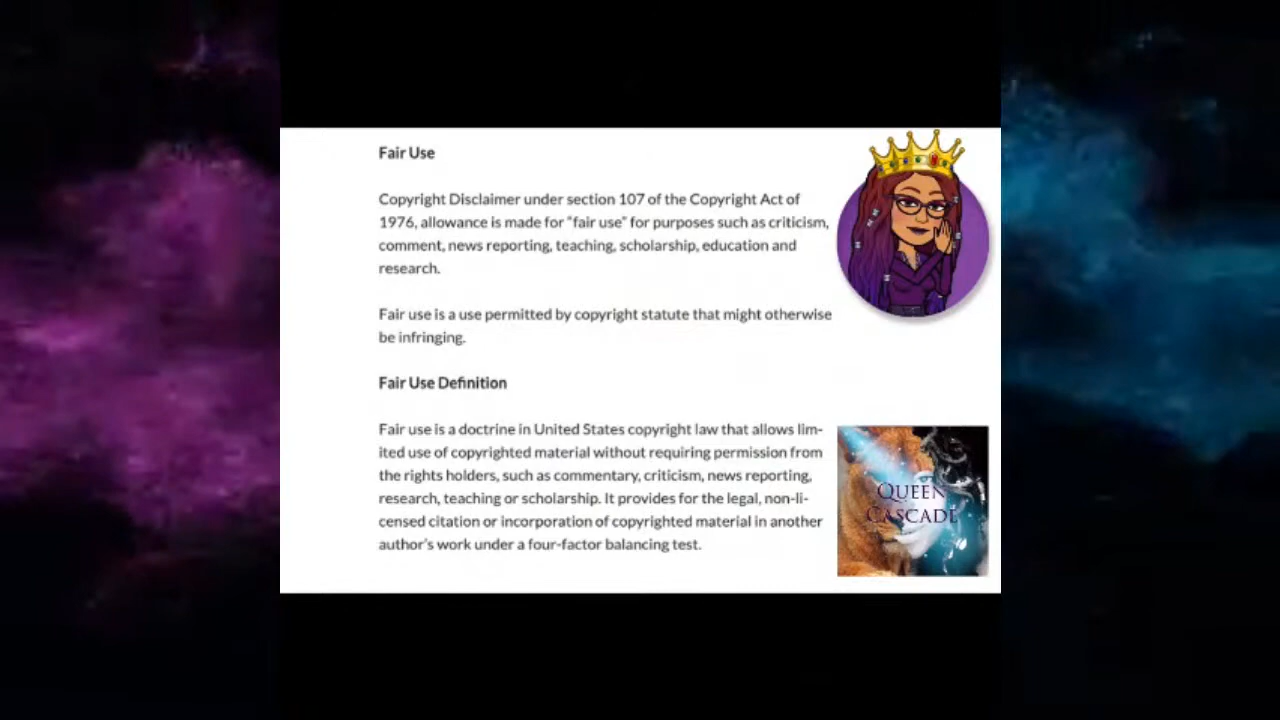 Fair Use
Copyright Disclaimer under section 107 of the Copyright Act of
1976, allowance is made for “fair use” for purposes such as criticism,
comment, news reporting, teaching, scholarship, education and
research.
Fair use is a use permitted by copyright statute that might otherwise
be infringing.
Fair Use Definition
Fair use is a doctrine in United States copyright law that allows lim-
ited use of copyrighted material without requiring permission from
the rights holders, such as commentary, criticism, news reporting,
research, teaching or scholarship. It provides for the legal, non-li-
censed citation or incorporation of copyrighted material in another
author’s work under a four-factor balancing test.
QUEEN
CASCADE